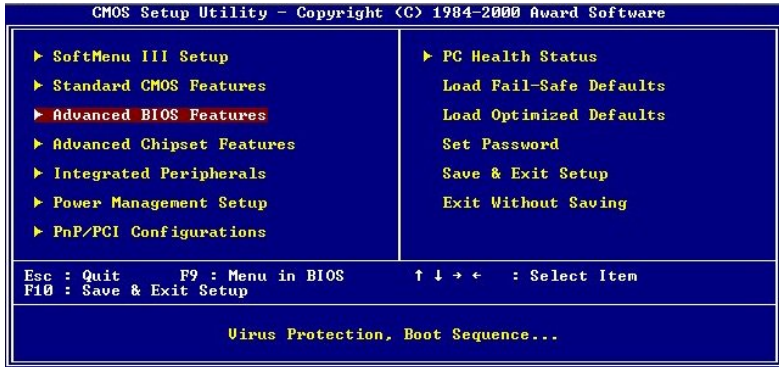 CMOS Setup Utility - Copyright (C) 1984-2000 Award Software
▶ SoftMenu III Setup
▶ Standard CMOS Features
▶ Advanced BIOS Features
▶ Advanced Chipset Features
▶ Integrated Peripherals
▶ Power Management Setup
▶ PnP/PCI Configurations
▶ PC Health Status
Load Fail-Safe Defaults
Load Optimized Defaults
Set Password
Save & Exit Setup
Exit Without Saving
Esc : Quit F9 : Menu in BIOS ↑ ↓ → ← : Select Item
F10 : Save & Exit Setup
Virus Protection, Boot Sequence...